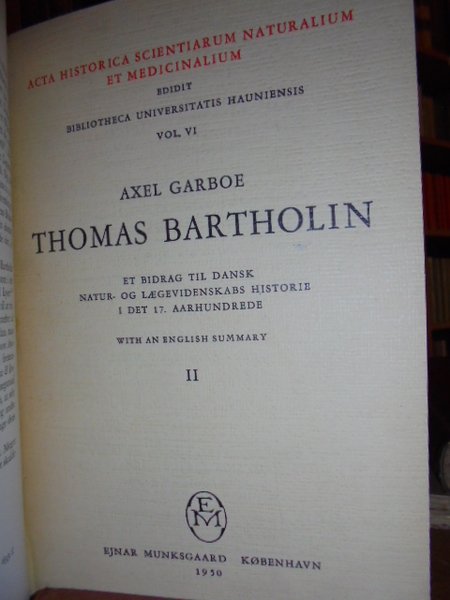 ACTA HISTORICA SCIENTIARUM NATURALIUM
ET MEDICINALIUM
EDIDIT
BIBLIOTHECA UNIVERSITATIS HAUNIENSIS
VOL. VI
AXEL GARBOE
THOMAS BARTHOLIN
ET BIDRAG TIL DANSK
NATUR- OG LÆGEVIDENSKABS HISTORIE
I DET 17. AARHUNDREDE
WITH AN ENGLISH SUMMARY
II
EM
EJNAR MUNKSGAARD KØBENHAVN
1950